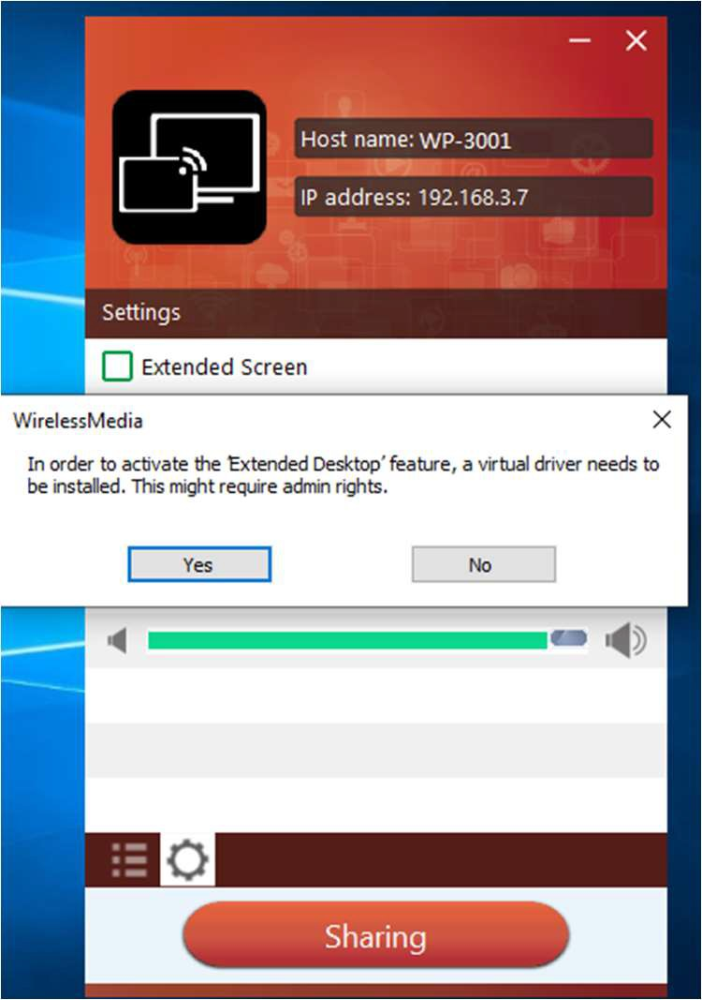 Host name: WP-3001
IP address: 192.168.3.7
Settings
Extended Screen
WirelessMedia
In order to activate the 'Extended Desktop' feature, a virtual driver needs to
be installed. This might require admin rights.
Yes
No
Sharing